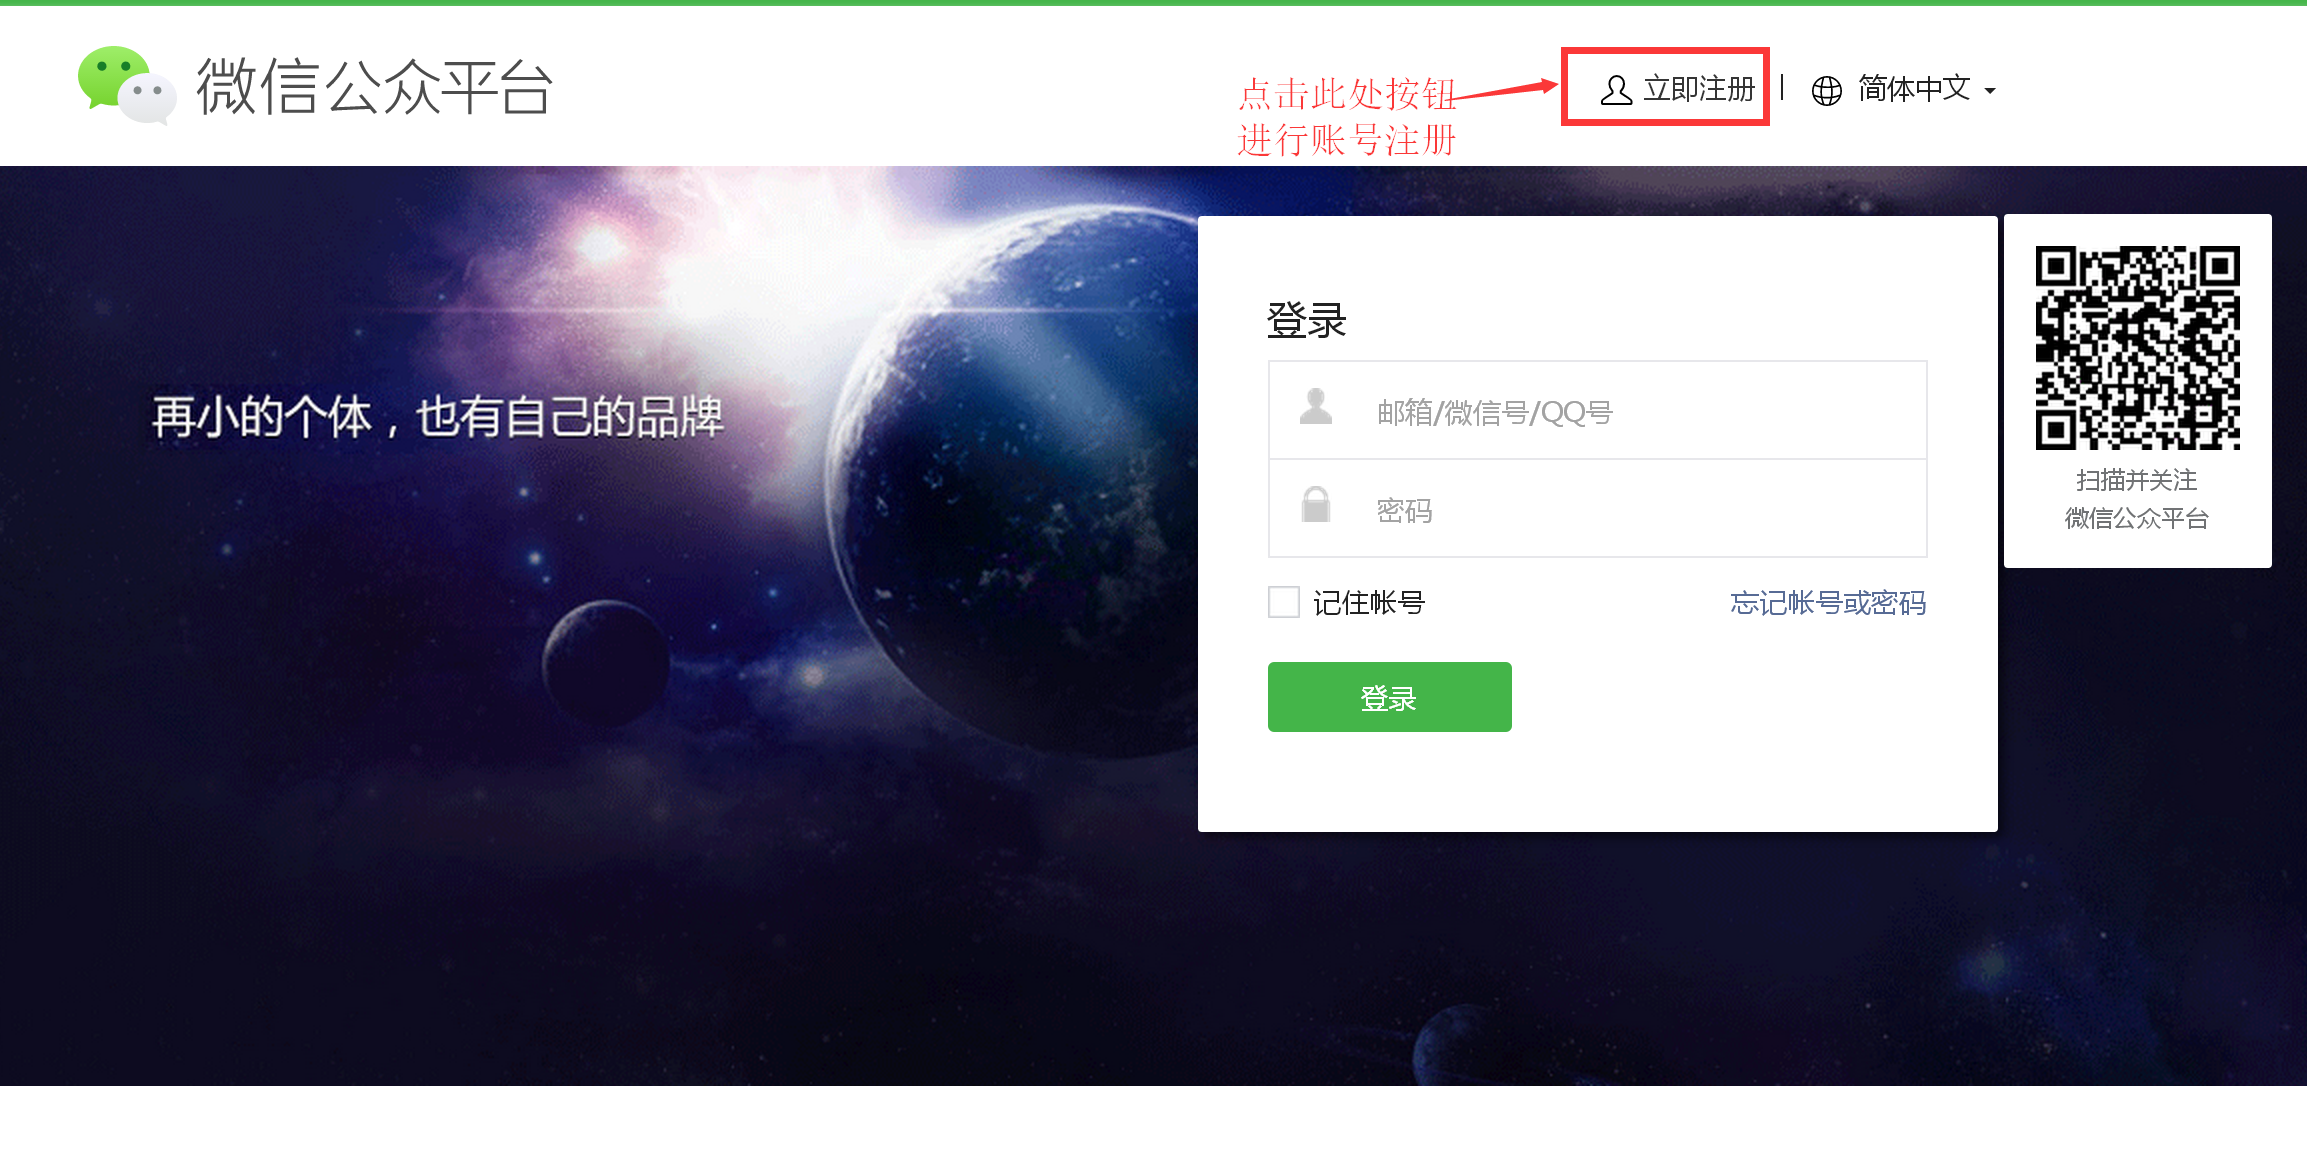 微信公众平台
点击此处按钮
进行账号注册
立即注册
简体中文
再小的个体，也有自己的品牌
登录
邮箱/微信号/QQ号
密码
记住帐号
忘记帐号或密码
登录
扫描并关注
微信公众平台